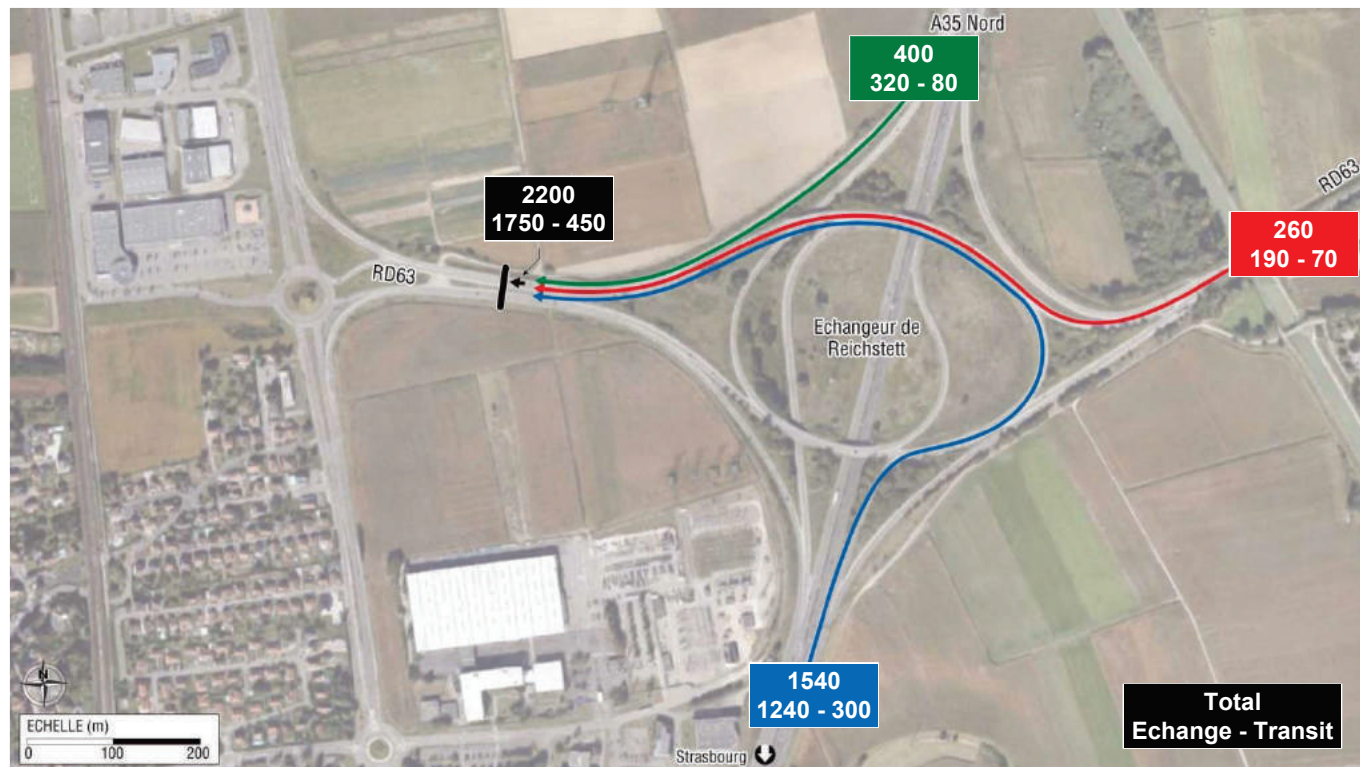 A35 Nord
400
320 - 80
RD63
2200
1750 - 450
260
190 - 70
RD63
Echangeur de
Reichstett
1540
1240 - 300
Total
Echange - Transit
N
ECHELLE (m)
0 100 200
Strasbourg